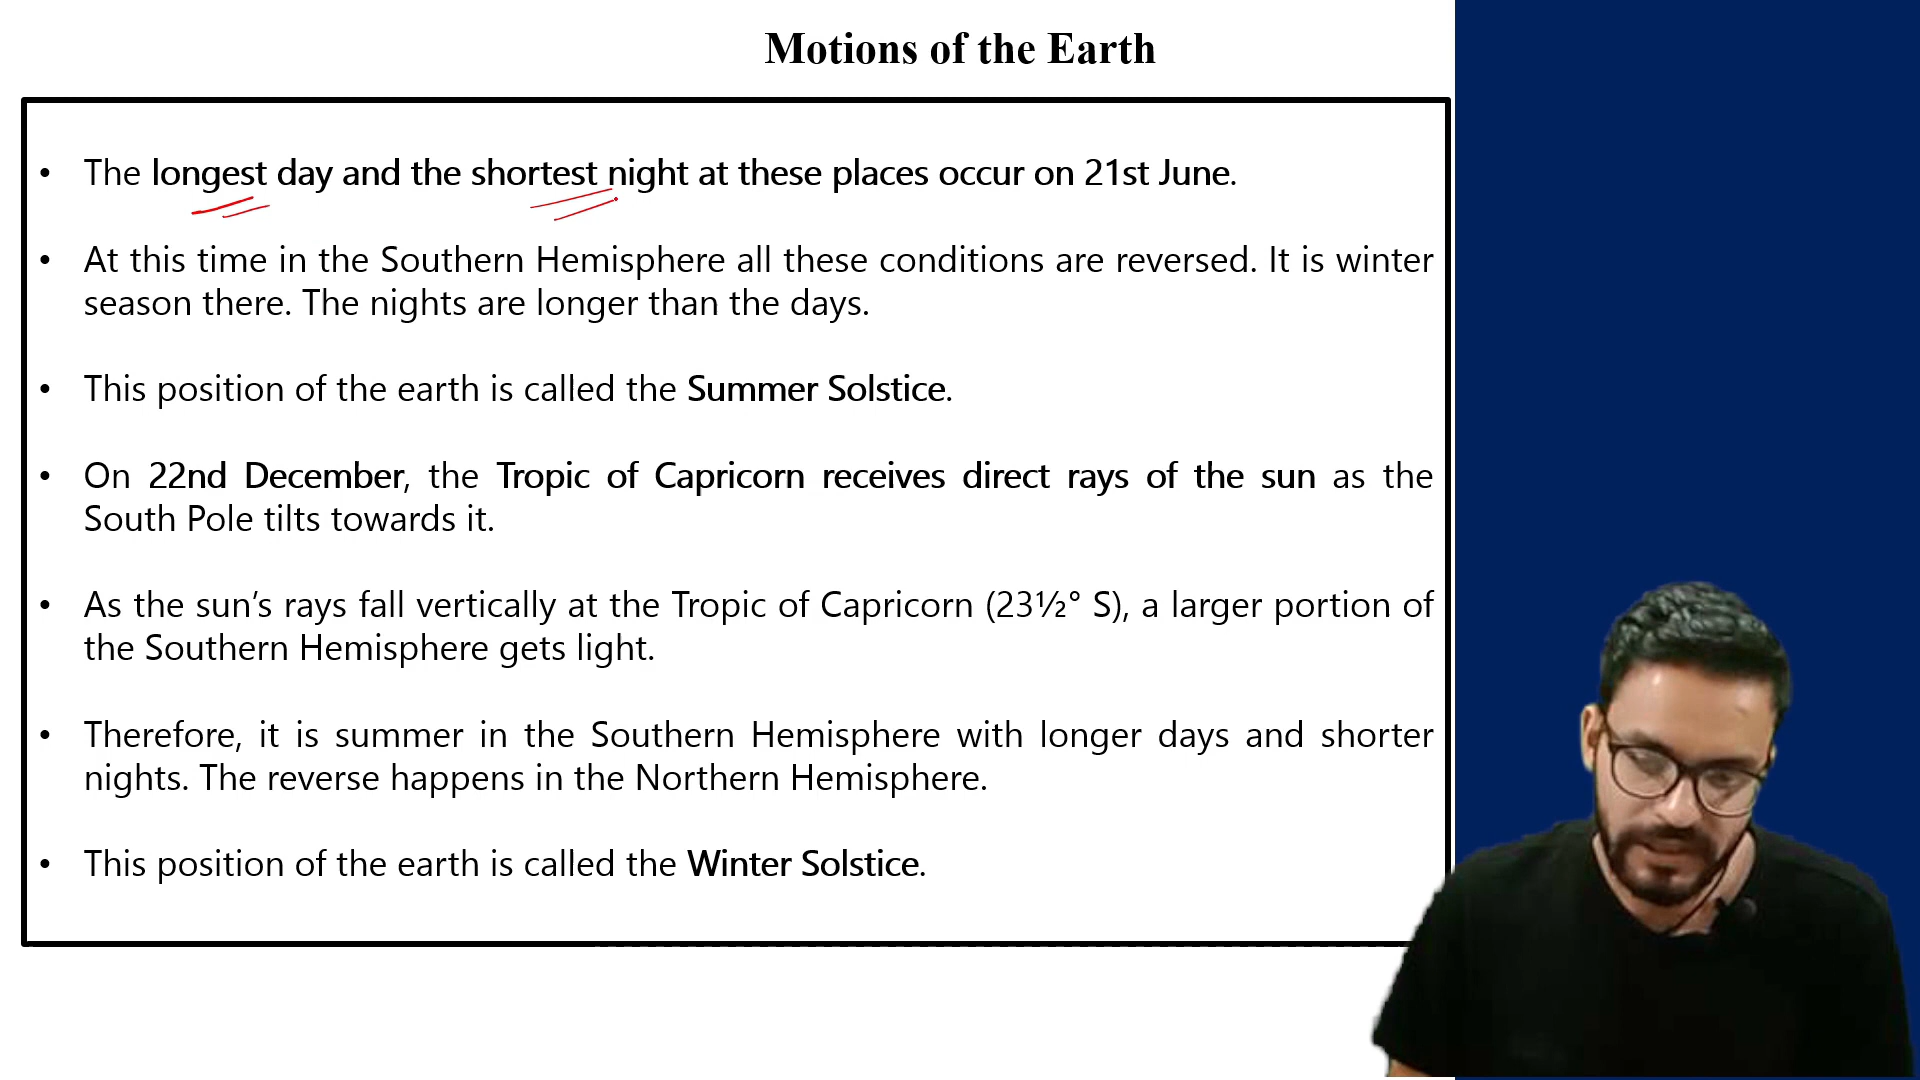 Motions of the Earth
• The longest day and the shortest night at these places occur on 21st June.
• At this time in the Southern Hemisphere all these conditions are reversed. It is winter
season there. The nights are longer than the days.
• This position of the earth is called the Summer Solstice.
• On 22nd December, the Tropic of Capricorn receives direct rays of the sun as the
South Pole tilts towards it.
• As the sun’s rays fall vertically at the Tropic of Capricorn (23½° S), a larger portion of
the Southern Hemisphere gets light.
• Therefore, it is summer in the Southern Hemisphere with longer days and shorter
nights. The reverse happens in the Northern Hemisphere.
• This position of the earth is called the Winter Solstice.